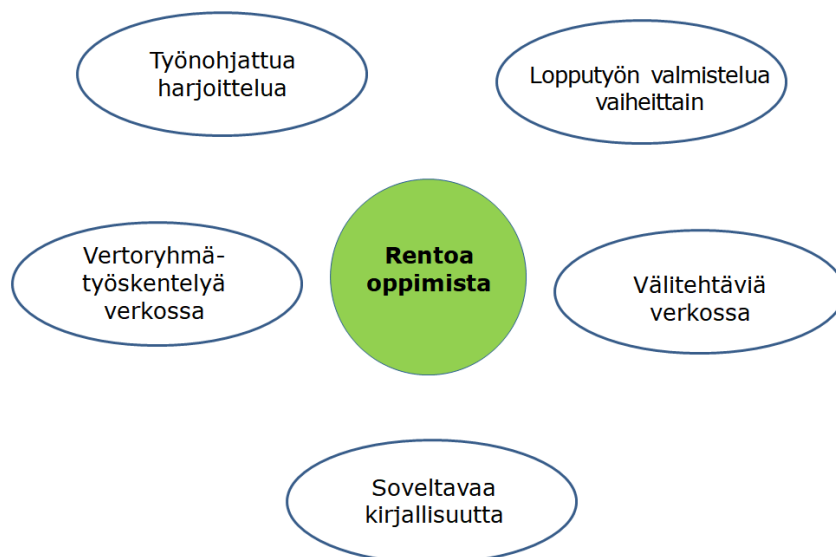 Työnohjattua
harjoittelua
Lopputyön valmistelua
vaiheittain
Vertoryhmä-
työskentelyä
verkossa
Rentoa
oppimista
Välitehtäviä
verkossa
Soveltavaa
kirjallisuutta